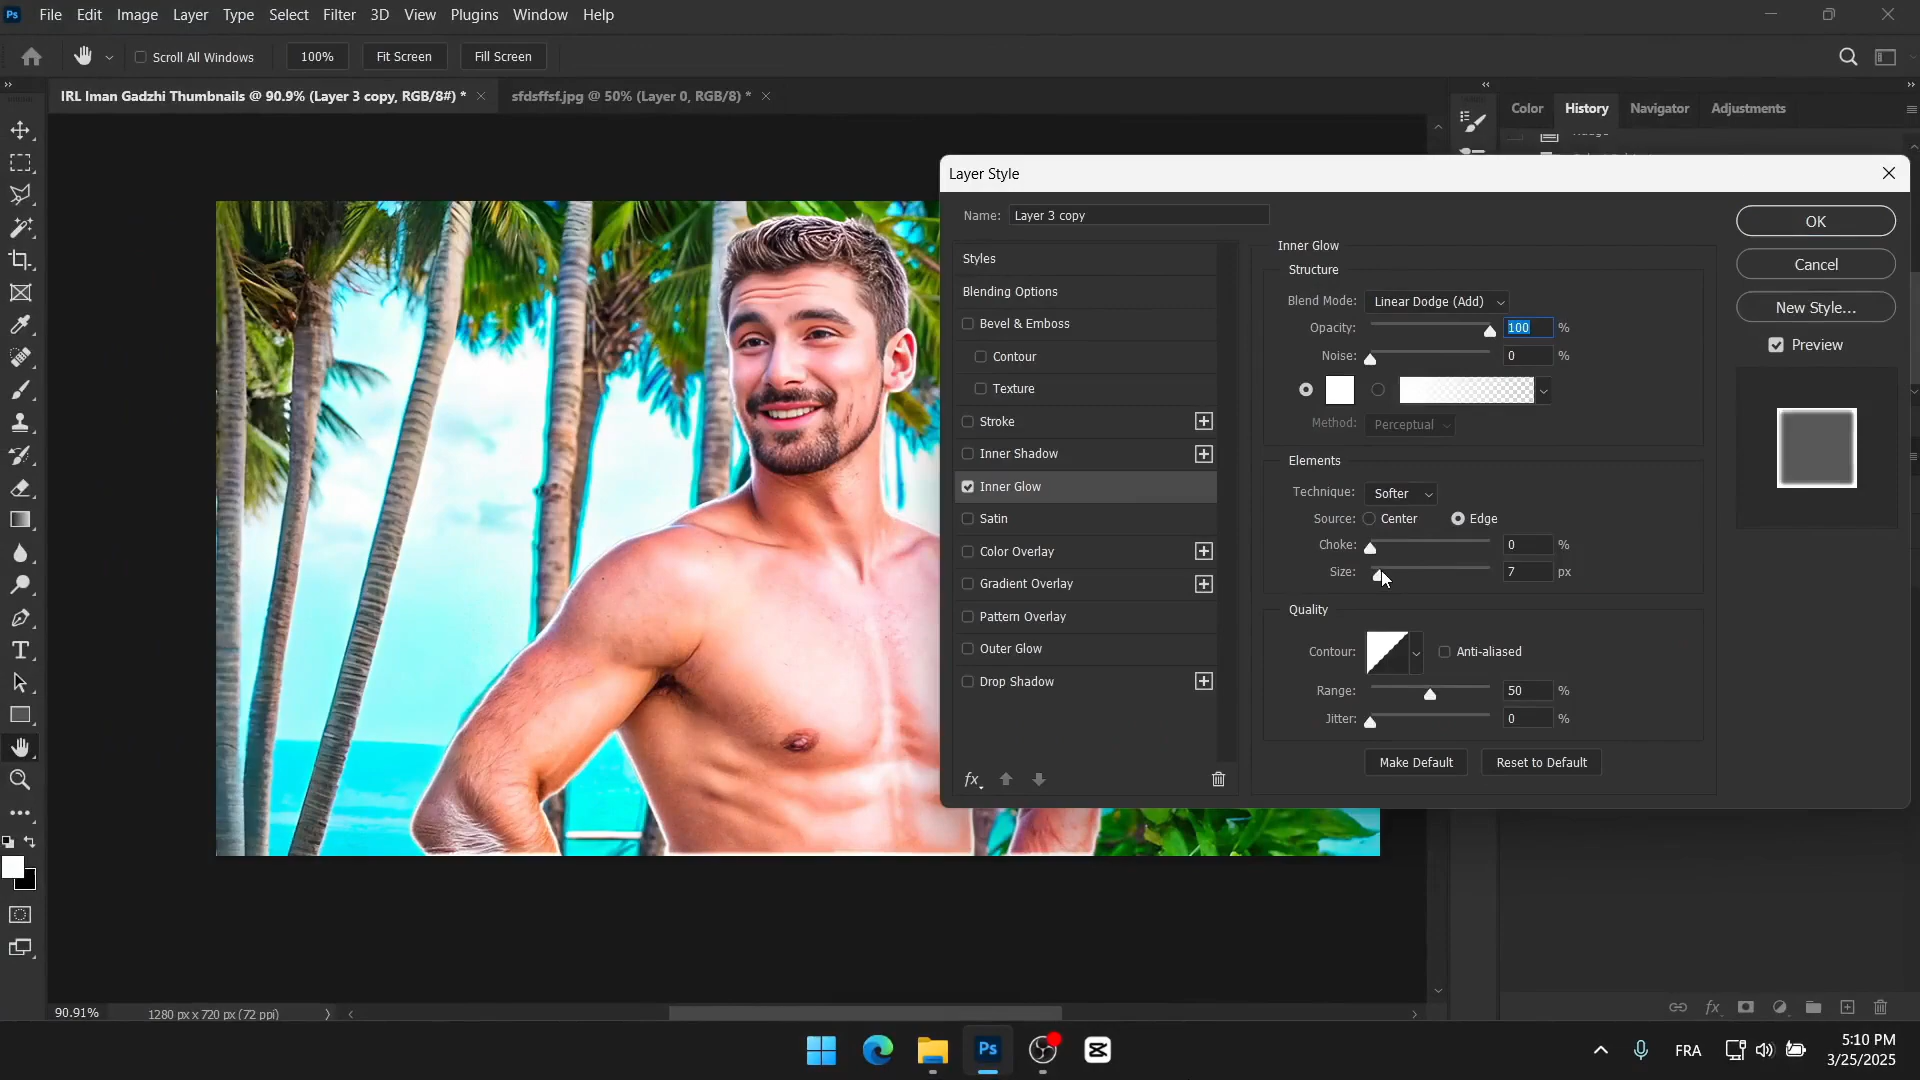 Ps File Edit Image Layer Type Select Filter 3D View Plugins Window Help
Scroll All Windows 100% Fit Screen Fill Screen
IRL Iman Gadzhi Thumbnails @ 90.9% (Layer 3 copy, RGB/8#) * sfdsffsf.jpg @ 50% (Layer 0, RGB/8) *
Color History Navigator Adjustments
Layer Style
Name: Layer 3 copy
Styles
Blending Options
Bevel & Emboss
Contour
Texture
Stroke
Inner Shadow
Inner Glow
Satin
Color Overlay
Gradient Overlay
Pattern Overlay
Outer Glow
Drop Shadow
fx
Inner Glow
Structure
Blend Mode: Linear Dodge (Add)
Opacity: 100 %
Noise: 0 %
Method: Perceptual
Elements
Technique: Softer
Source: Center Edge
Choke: 0 %
Size: 7 px
Quality
Contour: Anti-aliased
Range: 50 %
Jitter: 0 %
Make Default Reset to Default
OK
Cancel
New Style...
Preview
fx
90.91% 1280 px x 720 px (72 ppi)
Ps
FRA
5:10 PM
3/25/2025